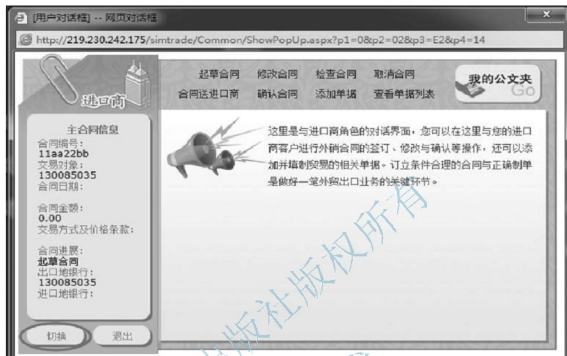 [用户对话框] -- 网页对话框
http://219.230.242.175/simtrade/Common/ShowPopUp.aspx?p1=0&p2=02&p3=E2&p4=14
进口商
起草合同 修改合同 检查合同 取消合同
合同送进口商 确认合同 添加单据 查看单据列表
我的公文夹
Go
主合同信息
合同编号：
11aa22bb
交易对象：
130085035
合同日期：
合同金额：
0.00
交易方式及价格条款：
合同进展：
起草合同
出口地银行：
130085035
进口地银行：
切换 退出
这里是与进口商角色的对话界面，您可以在这里与您的进口
商客户进行外销合同的签订、修改与确认等操作，还可以添
加并填制贸易的相关单据。订立条件合理的合同与正确制单
是做好一笔外贸出口业务的关键环节。
版社版权所有